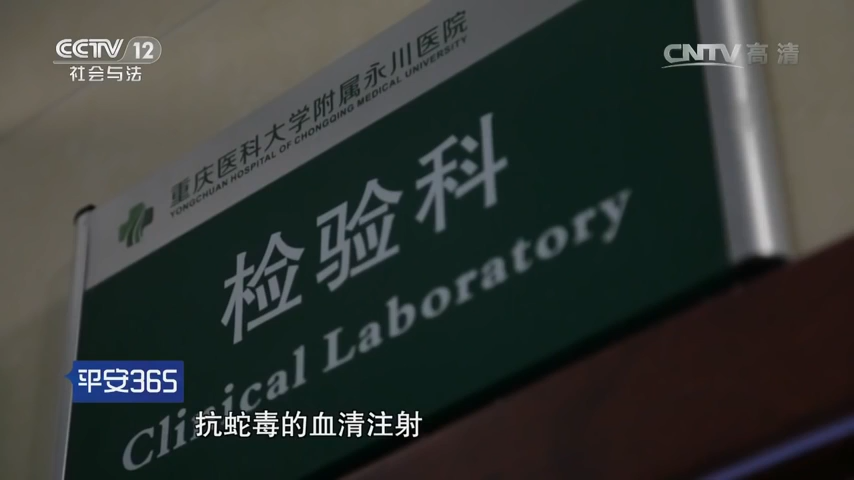 CCTV 12
社会与法
CNTV高清
重庆医科大学附属永川医院
YONGCHUAN HOSPITAL OF CHONGQING MEDICAL UNIVERSITY
检验科
Clinical Laboratory
平安365
抗蛇毒的血清注射